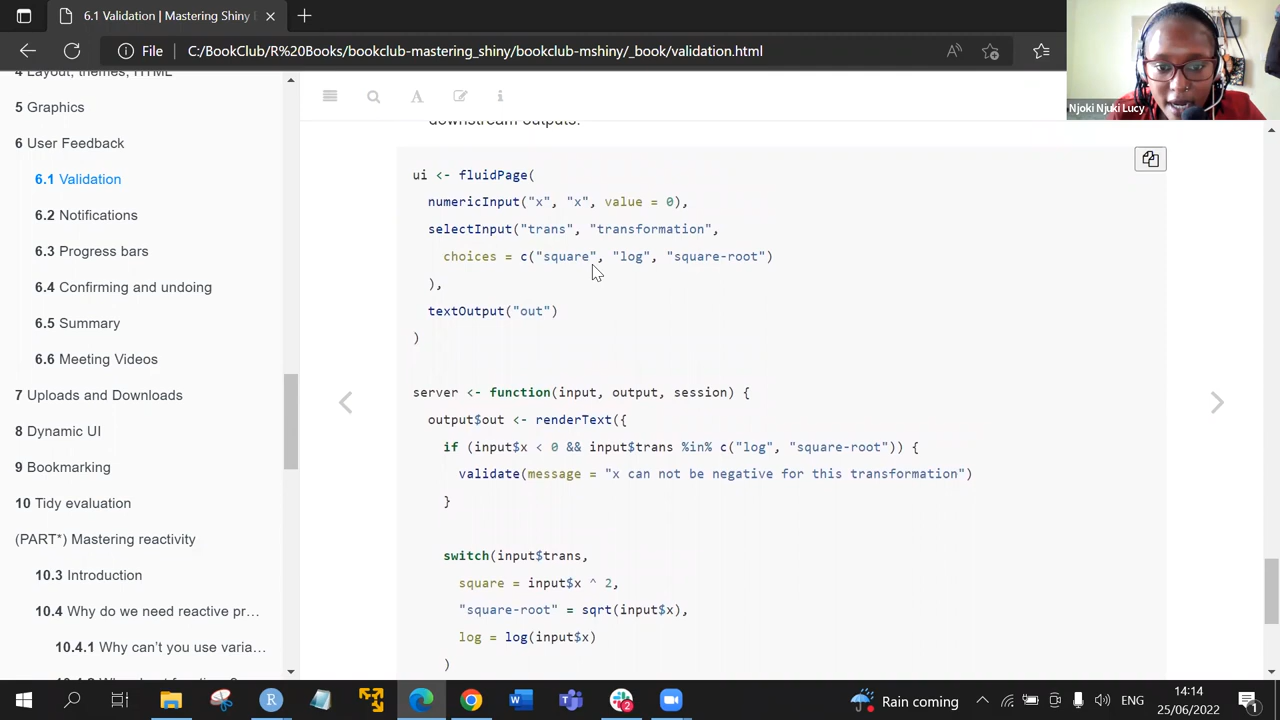 6.1 Validation | Mastering Shiny
File
C:/BookClub/R%20Books/bookclub-mastering_shiny/bookclub-mshiny/_book/validation.html
Njoki Njuki Lucy
4 Layout, themes, HTML
5 Graphics
6 User Feedback
6.1 Validation
6.2 Notifications
6.3 Progress bars
6.4 Confirming and undoing
6.5 Summary
6.6 Meeting Videos
7 Uploads and Downloads
8 Dynamic UI
9 Bookmarking
10 Tidy evaluation
(PART*) Mastering reactivity
10.3 Introduction
10.4 Why do we need reactive pr…
10.4.1 Why can't you use varia…
downstream outputs.
ui <- fluidPage(
numericInput("x", "x", value = 0),
selectInput("trans", "transformation",
choices = c("square", "log", "square-root")
),
textOutput("out")
)
server <- function(input, output, session) {
output$out <- renderText({
if (input$x < 0 && input$trans %in% c("log", "square-root")) {
validate(message = "x can not be negative for this transformation")
}
switch(input$trans,
square = input$x ^ 2,
"square-root" = sqrt(input$x),
log = log(input$x)
)
Rain coming
ENG
14:14
25/06/2022